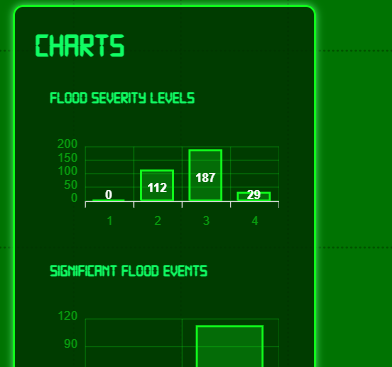 CHARTS
FLOOD SEVERITY LEVELS
200
150
100
50
0
0
112
187
29
1 2 3 4
SIGNIFICANT FLOOD EVENTS
120
90